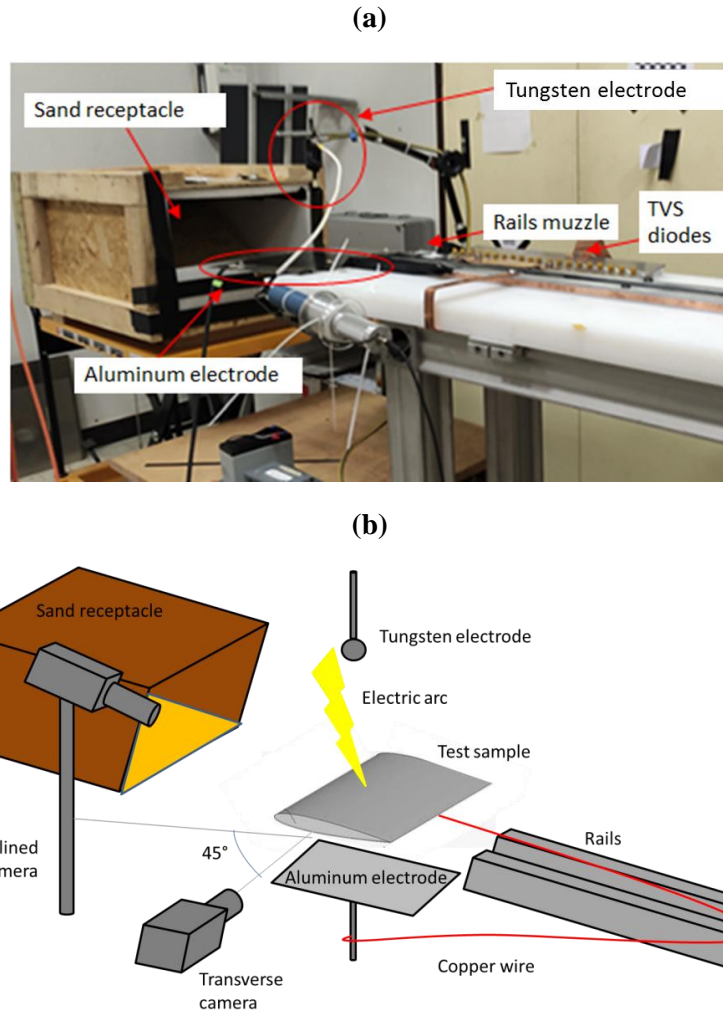 (a)
Tungsten electrode
Sand receptacle
Rails muzzle
TVS
diodes
Aluminum electrode
(b)
Sand receptacle
Tungsten electrode
Electric arc
Test sample
Rails
lined
mera
45°
Aluminum electrode
Copper wire
Transverse
camera